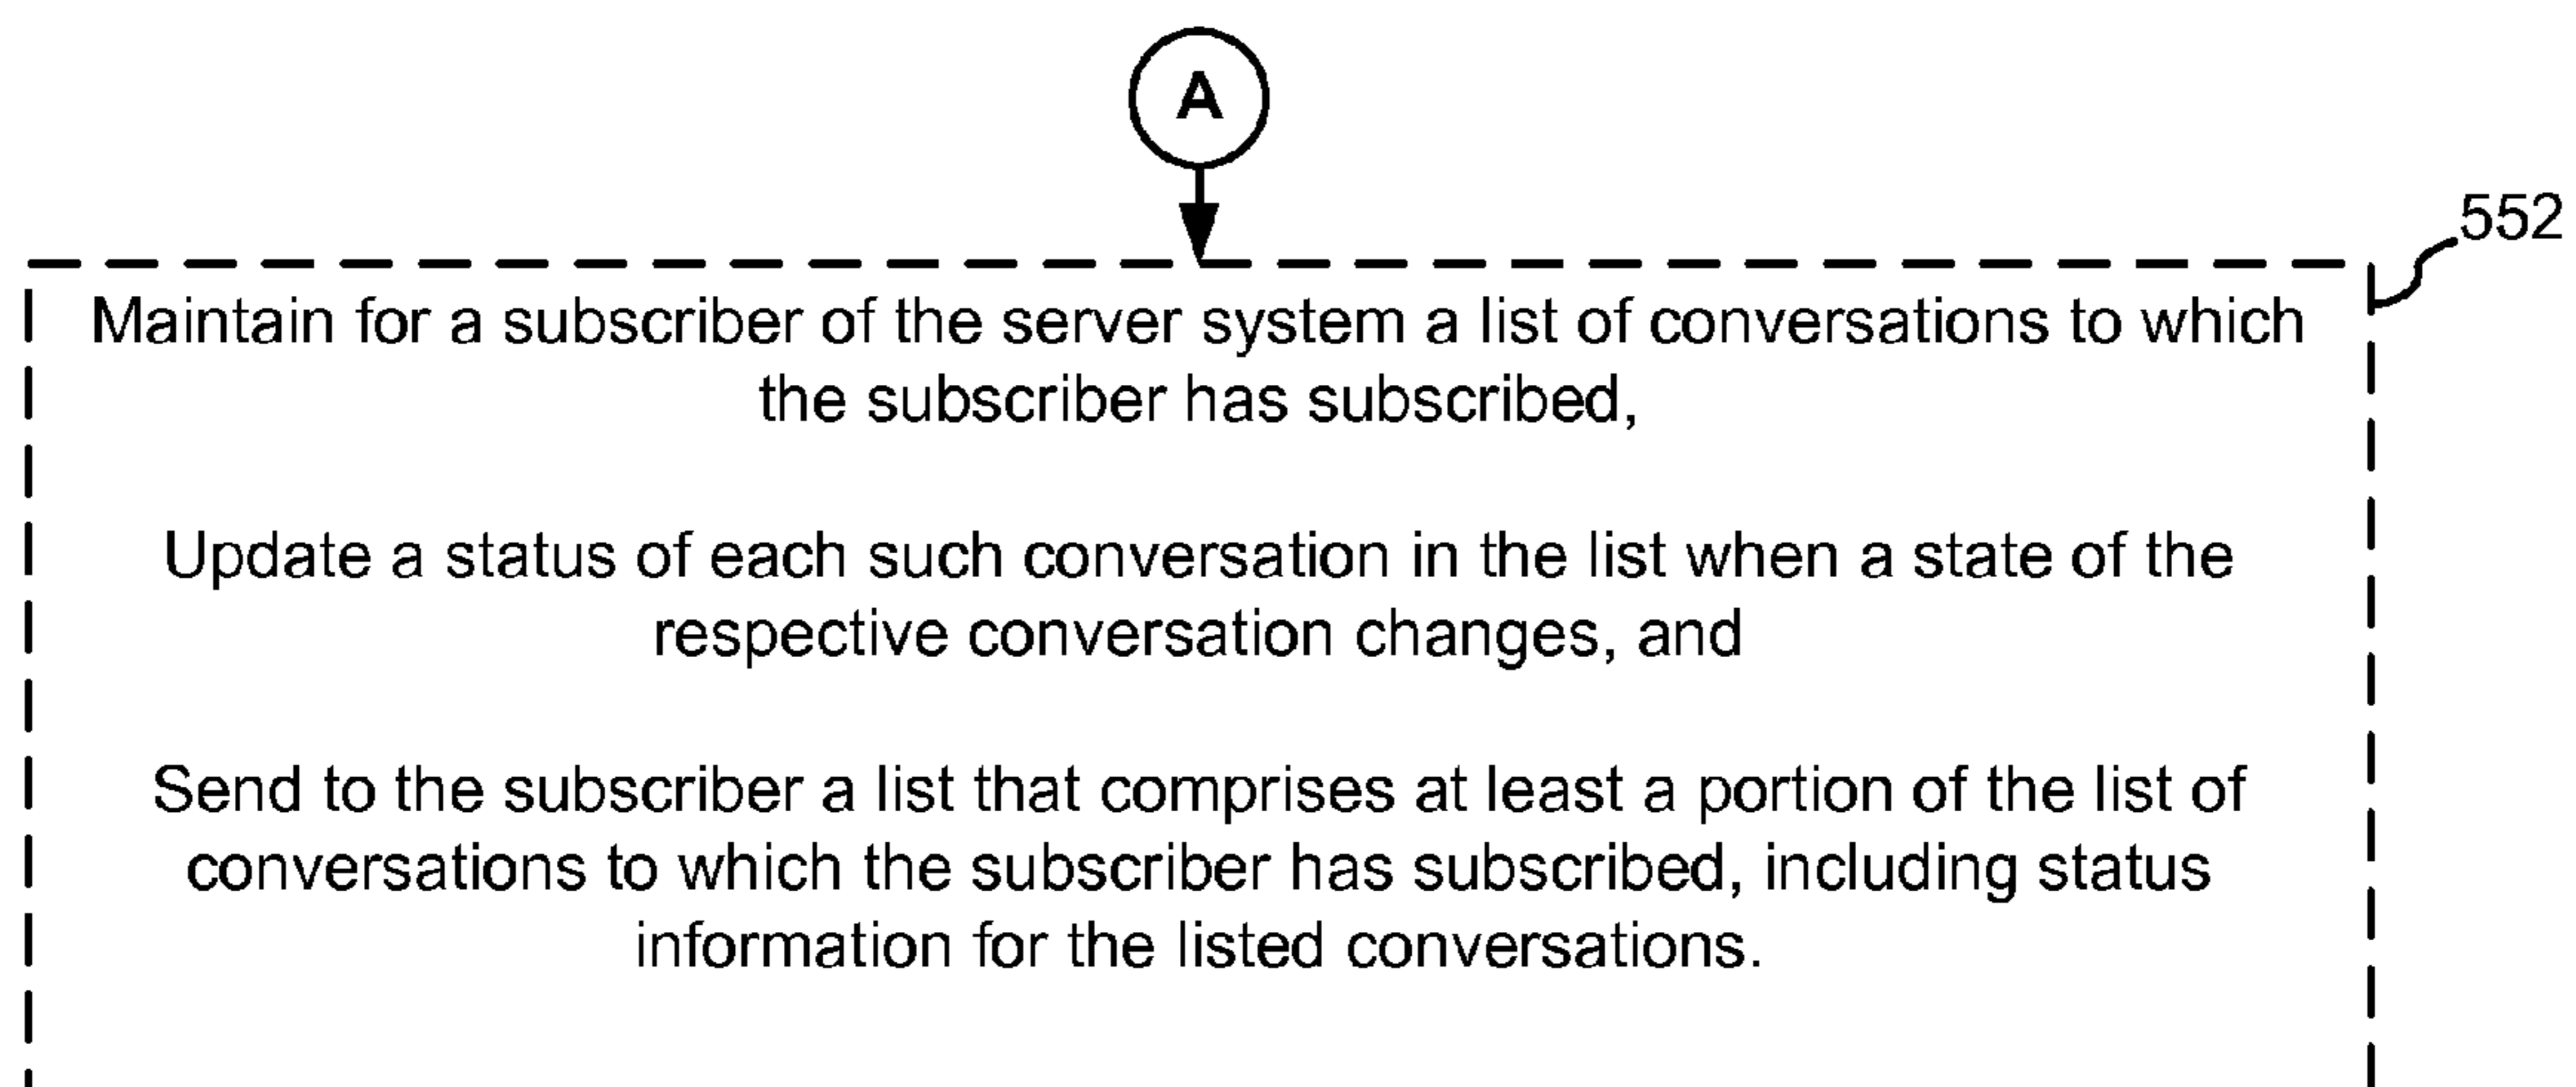 A
552
Maintain for a subscriber of the server system a list of conversations to which
the subscriber has subscribed,
Update a status of each such conversation in the list when a state of the
respective conversation changes, and
Send to the subscriber a list that comprises at least a portion of the list of
conversations to which the subscriber has subscribed, including status
information for the listed conversations.